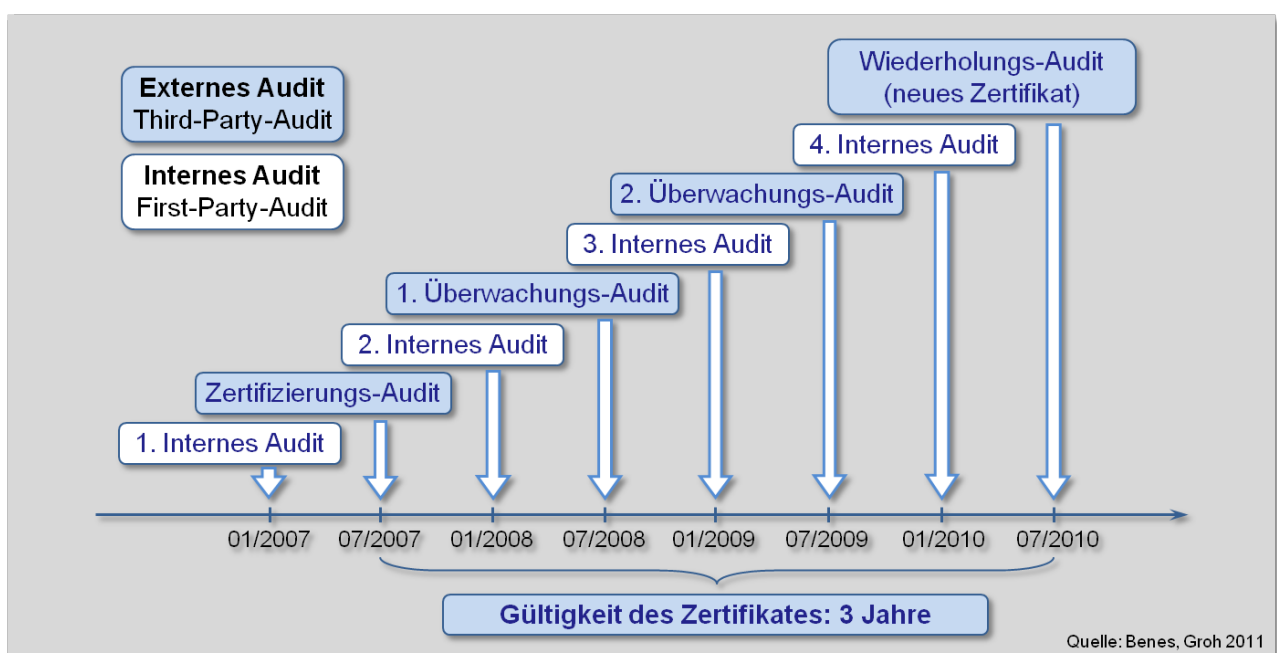 Externes Audit
Third-Party-Audit
Internes Audit
First-Party-Audit
Wiederholungs-Audit
(neues Zertifikat)
4. Internes Audit
2. Überwachungs-Audit
3. Internes Audit
1. Überwachungs-Audit
2. Internes Audit
Zertifizierungs-Audit
1. Internes Audit
01/2007 07/2007 01/2008 07/2008 01/2009 07/2009 01/2010 07/2010
Gültigkeit des Zertifikates: 3 Jahre
Quelle: Benes, Groh 2011